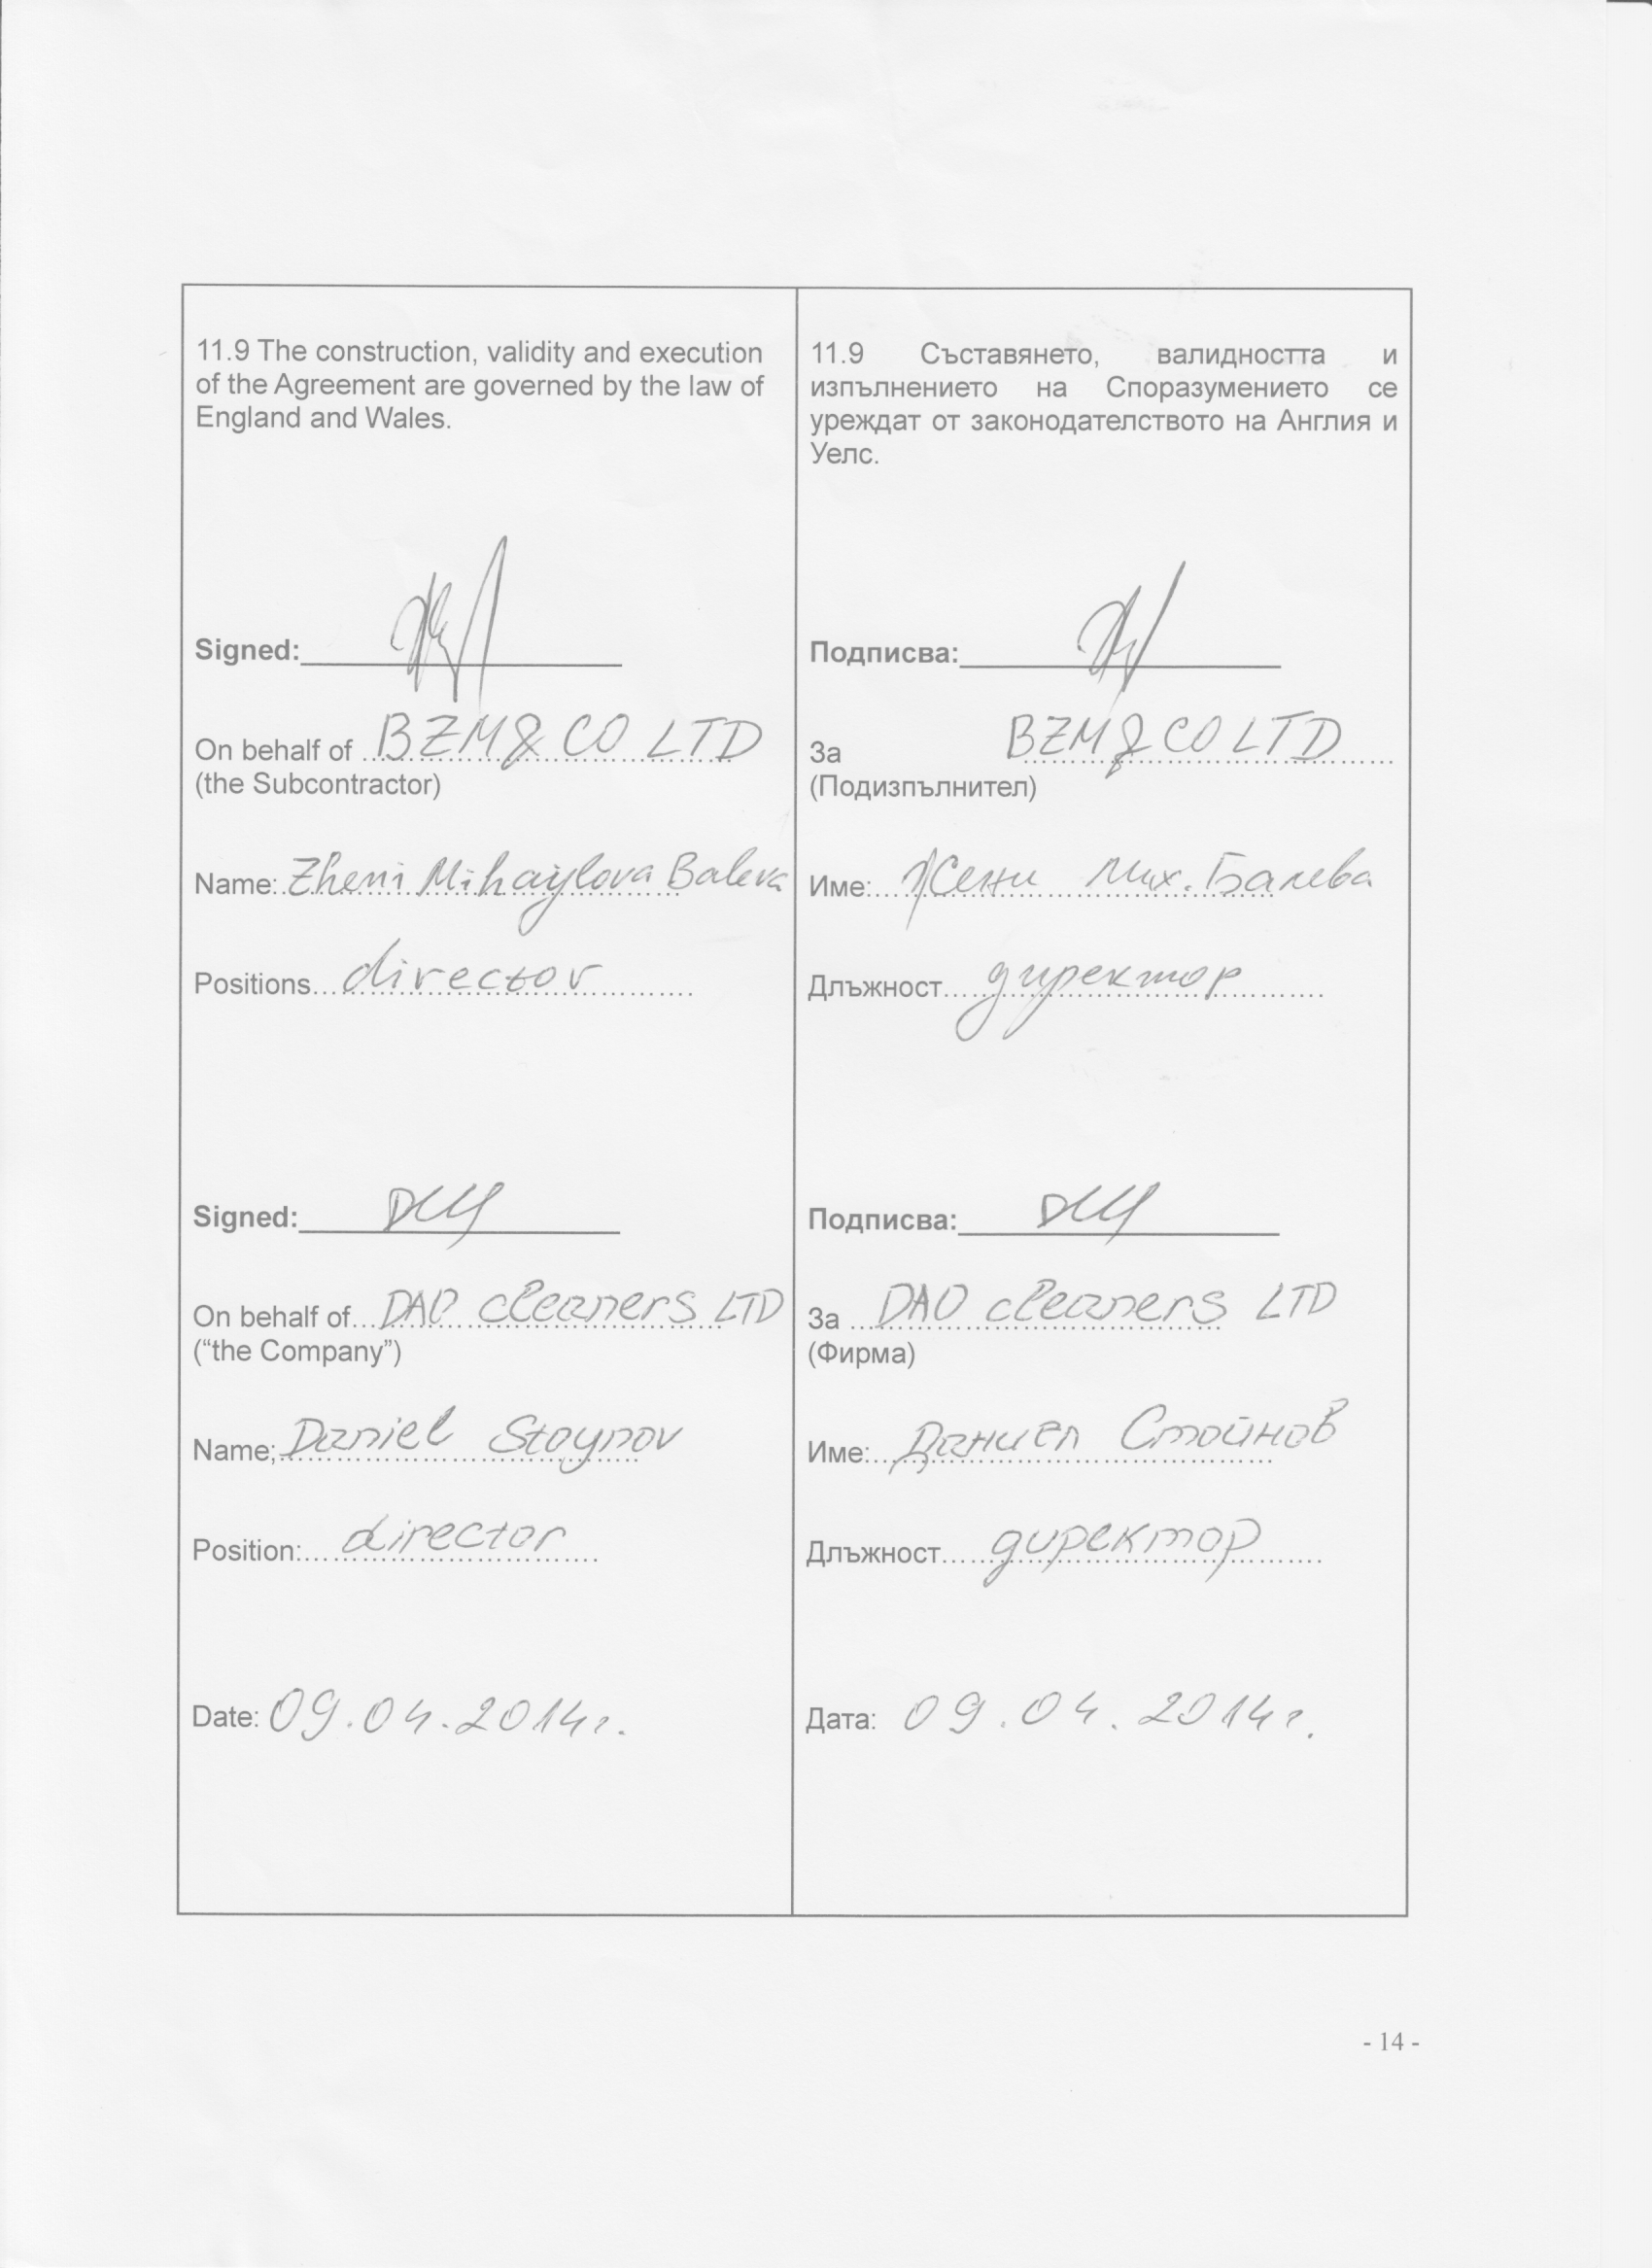 11.9 The construction, validity and execution
of the Agreement are governed by the law of
England and Wales.
Signed:
On behalf of BZM & CO LTD
(the Subcontractor)
Name: Zheni Mihaylova Baleva
Positions director
Signed:
On behalf of DAO cleaners LTD
(“the Company”)
Name; Daniel Stoynov
Position: director
Date: 09.04.2014г.
11.9 Съставянето, валидността и
изпълнението на Споразумението се
уреждат от законодателството на Англия и
Уелс.
Подписва:
За BZM & CO LTD
(Подизпълнител)
Име: Жени Мих. Балева
Длъжност директор
Подписва:
За DAO cleaners LTD
(Фирма)
Име: Даниел Стойнов
Длъжност директор
Дата: 09.04.2014г.
- 14 -